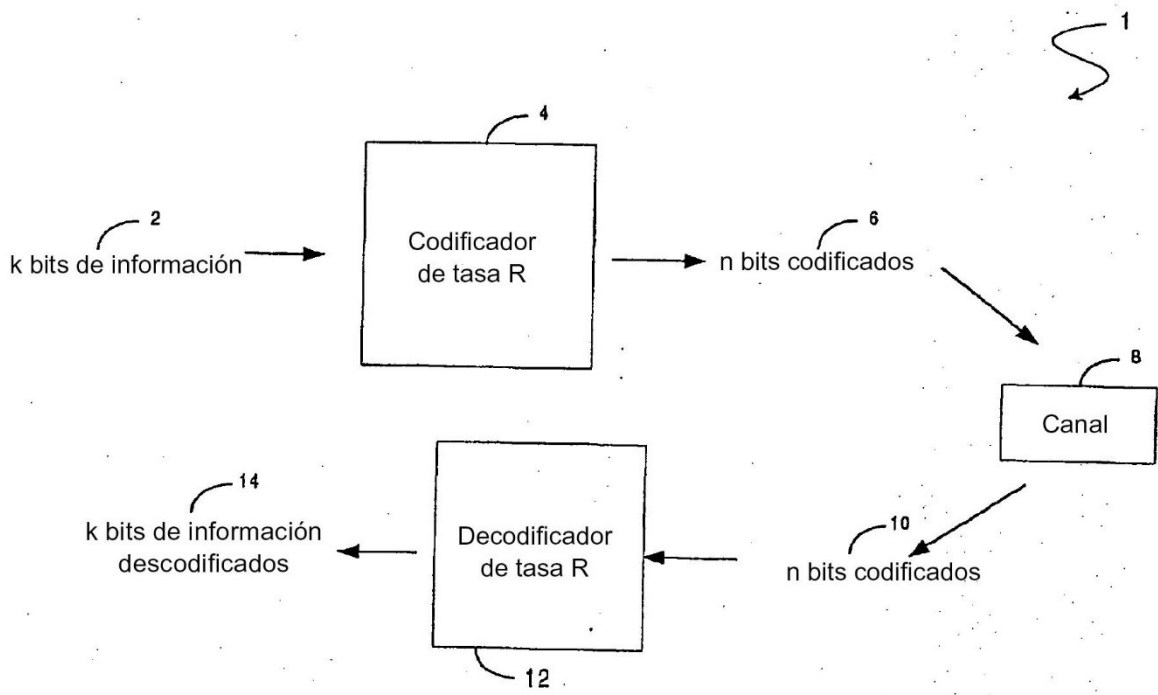 1
4
2
k bits de información
Codificador
de tasa R
6
n bits codificados
8
Canal
10
n bits codificados
Decodificador
de tasa R
12
14
k bits de información
descodificados